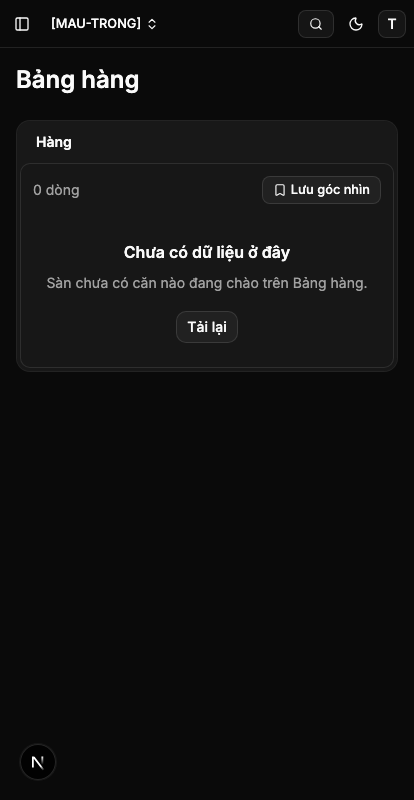 [MAU-TRONG]
T
Bảng hàng
Hàng
0 dòng
Lưu góc nhìn
Chưa có dữ liệu ở đây
Sàn chưa có căn nào đang chào trên Bảng hàng.
Tải lại
N